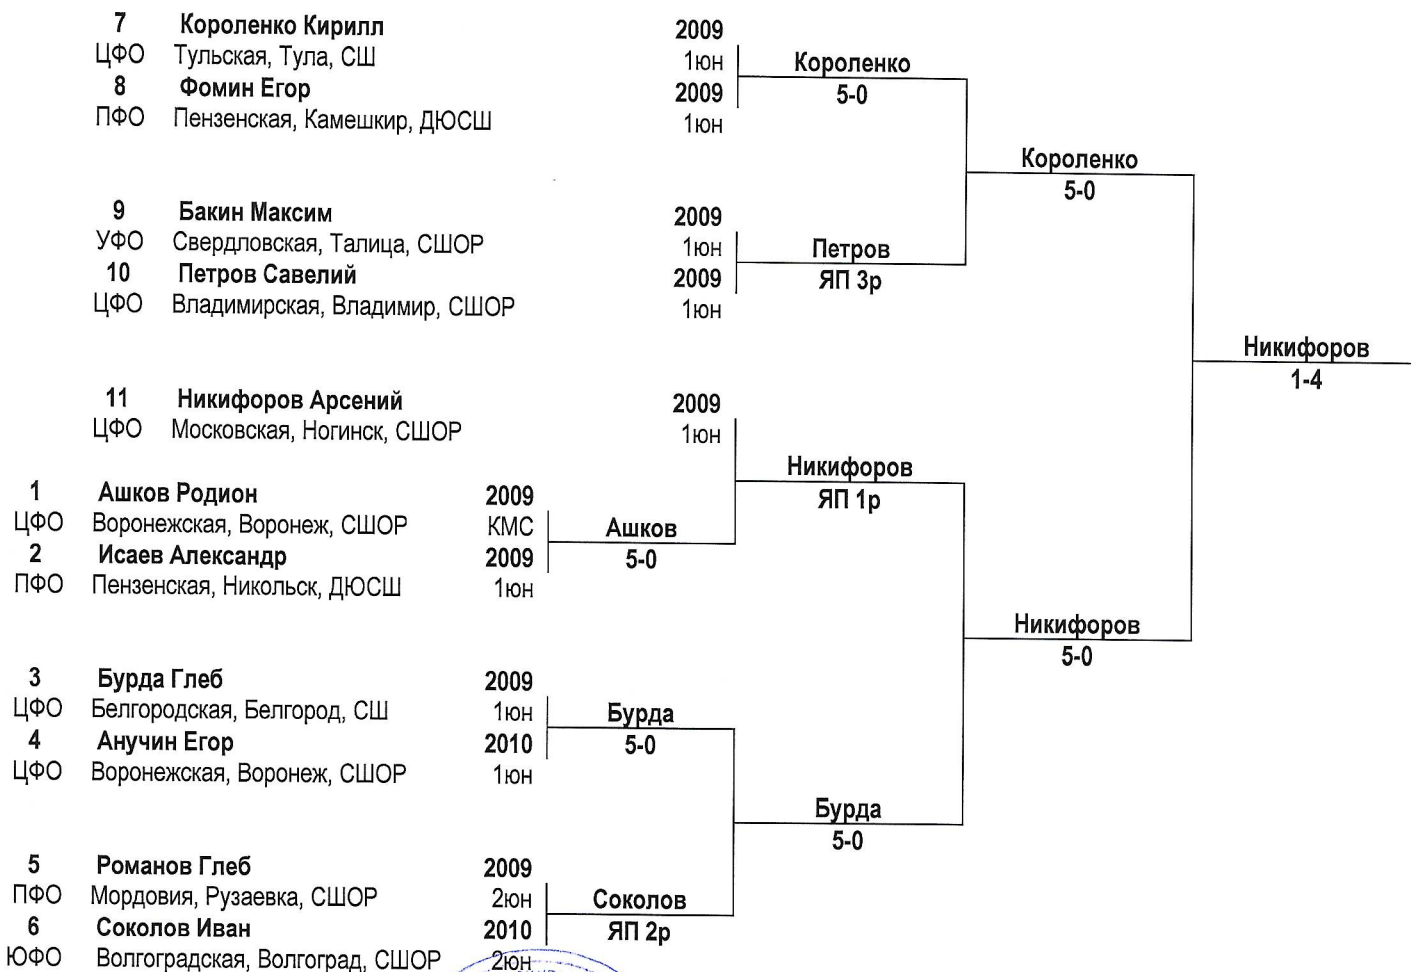 7 Короленко Кирилл 2009
ЦФО Тульская, Тула, СШ 1юн
Короленко
8 Фомин Егор 2009
5-0
ПФО Пензенская, Камешкир, ДЮСШ 1юн
Короленко
5-0
9 Бакин Максим 2009
УФО Свердловская, Талица, СШОР 1юн
Петров
10 Петров Савелий 2009
ЯП 3р
ЦФО Владимирская, Владимир, СШОР 1юн
Никифоров
1-4
11 Никифоров Арсений 2009
ЦФО Московская, Ногинск, СШОР 1юн
Никифоров
ЯП 1р
1 Ашков Родион 2009
ЦФО Воронежская, Воронеж, СШОР КМС
Ашков
2 Исаев Александр 2009
5-0
ПФО Пензенская, Никольск, ДЮСШ 1юн
Никифоров
5-0
3 Бурда Глеб 2009
ЦФО Белгородская, Белгород, СШ 1юн
Бурда
4 Анучин Егор 2010
5-0
ЦФО Воронежская, Воронеж, СШОР 1юн
Бурда
5-0
5 Романов Глеб 2009
ПФО Мордовия, Рузаевка, СШОР 2юн
Соколов
6 Соколов Иван 2010
ЯП 2р
ЮФО Волгоградская, Волгоград, СШОР 2юн